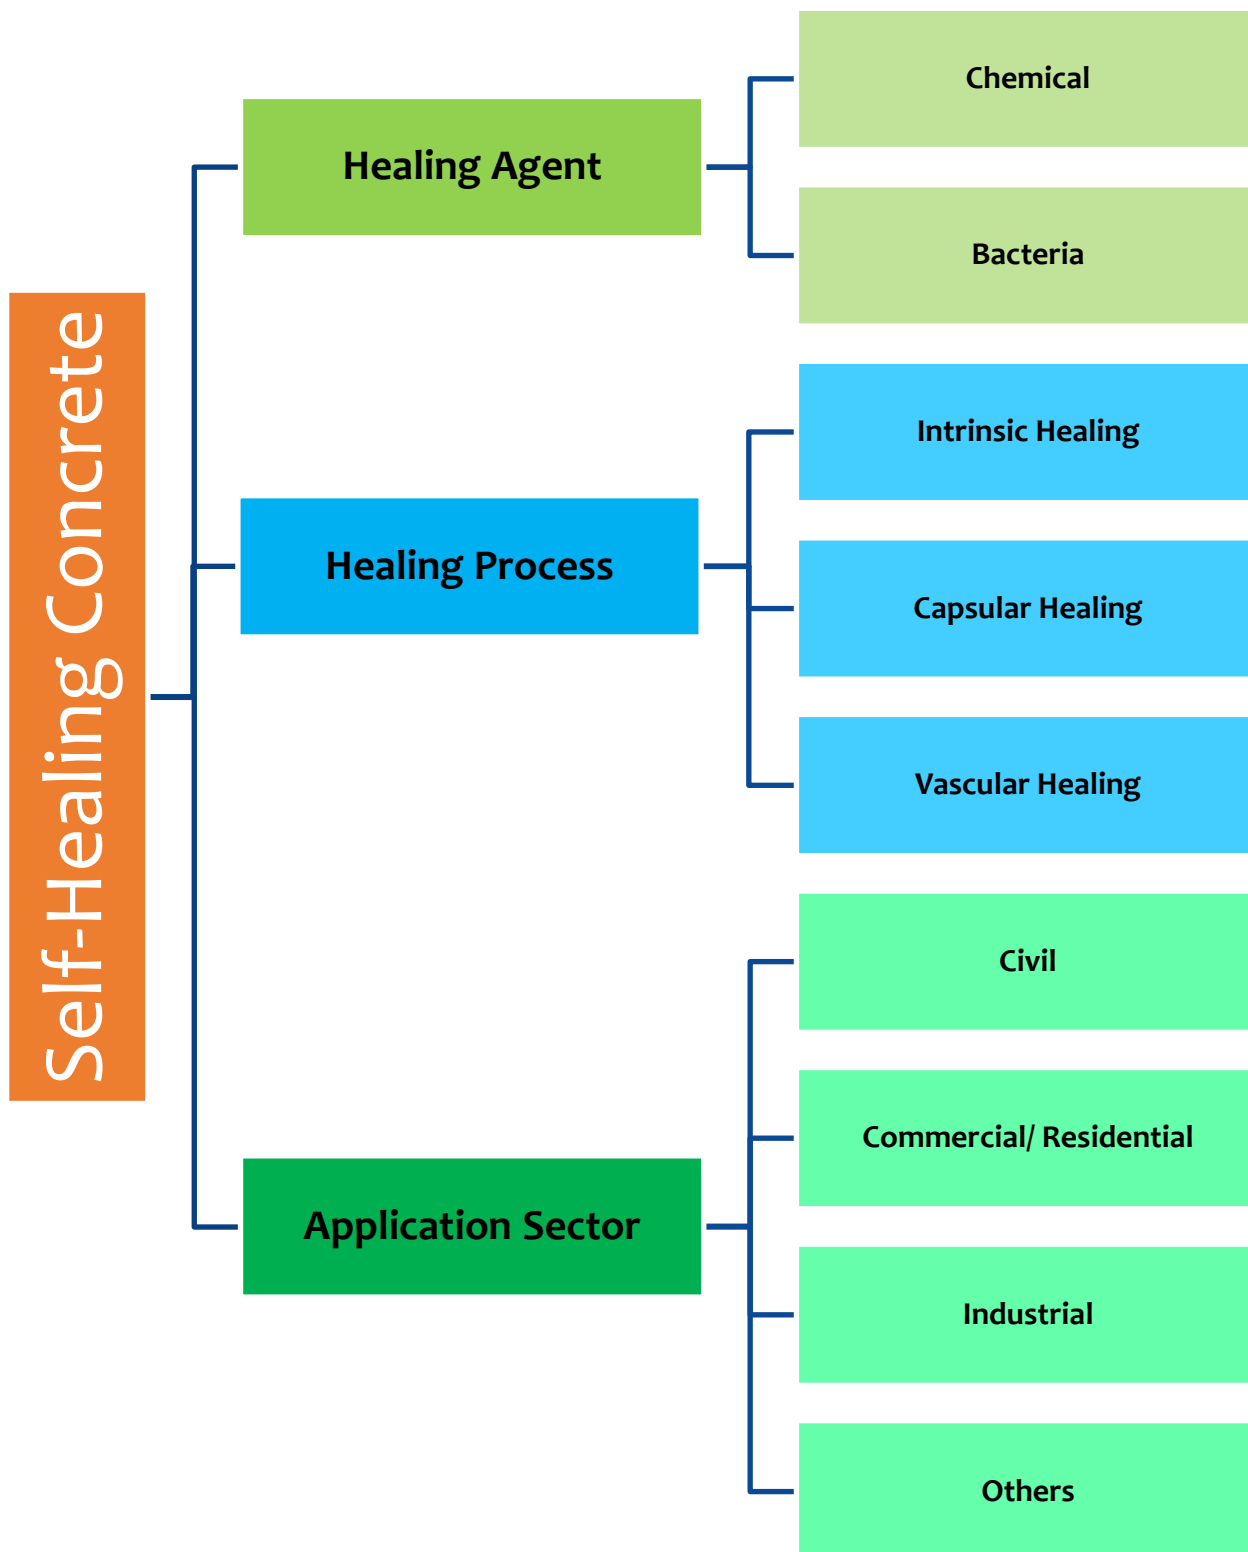 Self-Healing Concrete
Healing Agent
Chemical
Bacteria
Healing Process
Intrinsic Healing
Capsular Healing
Vascular Healing
Application Sector
Civil
Commercial/ Residential
Industrial
Others